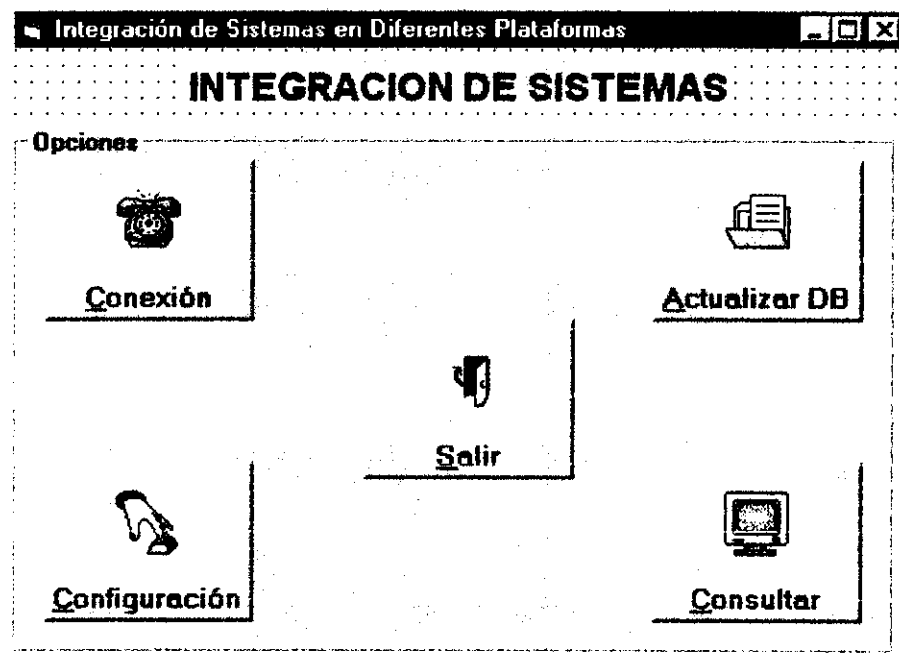 Integración de Sistemas en Diferentes Plataformas
INTEGRACION DE SISTEMAS
Opciones
Conexión
Actualizar DB
Salir
Configuración
Consultar